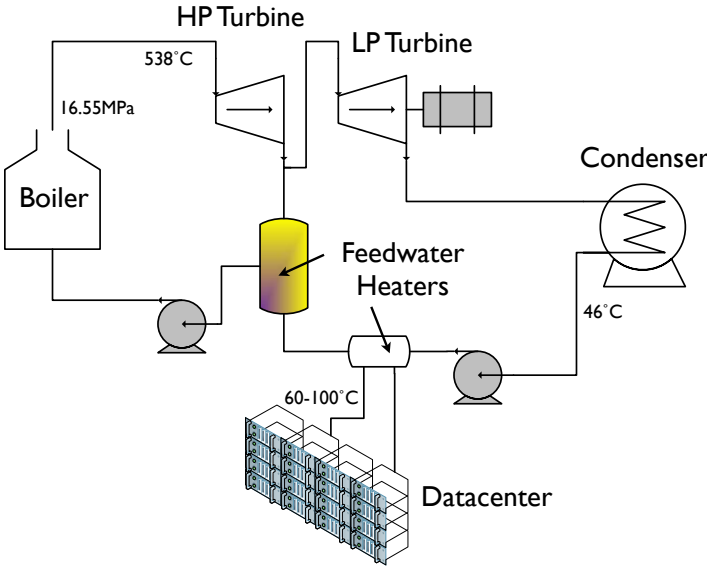 HP Turbine
LP Turbine
538˚C
16.55MPa
Condenser
Boiler
Feedwater
Heaters
46˚C
60-100˚C
Datacenter